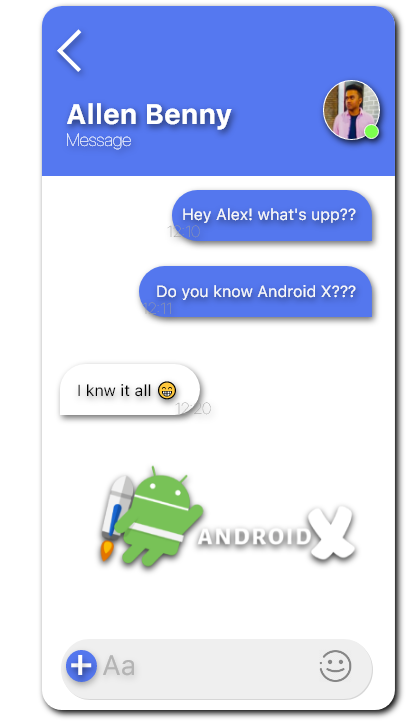 Allen Benny
Message
Hey Alex! what's upp??
12:10
Do you know Android X???
12:11
I knw it all 😁
12:20
ANDROID X
Aa